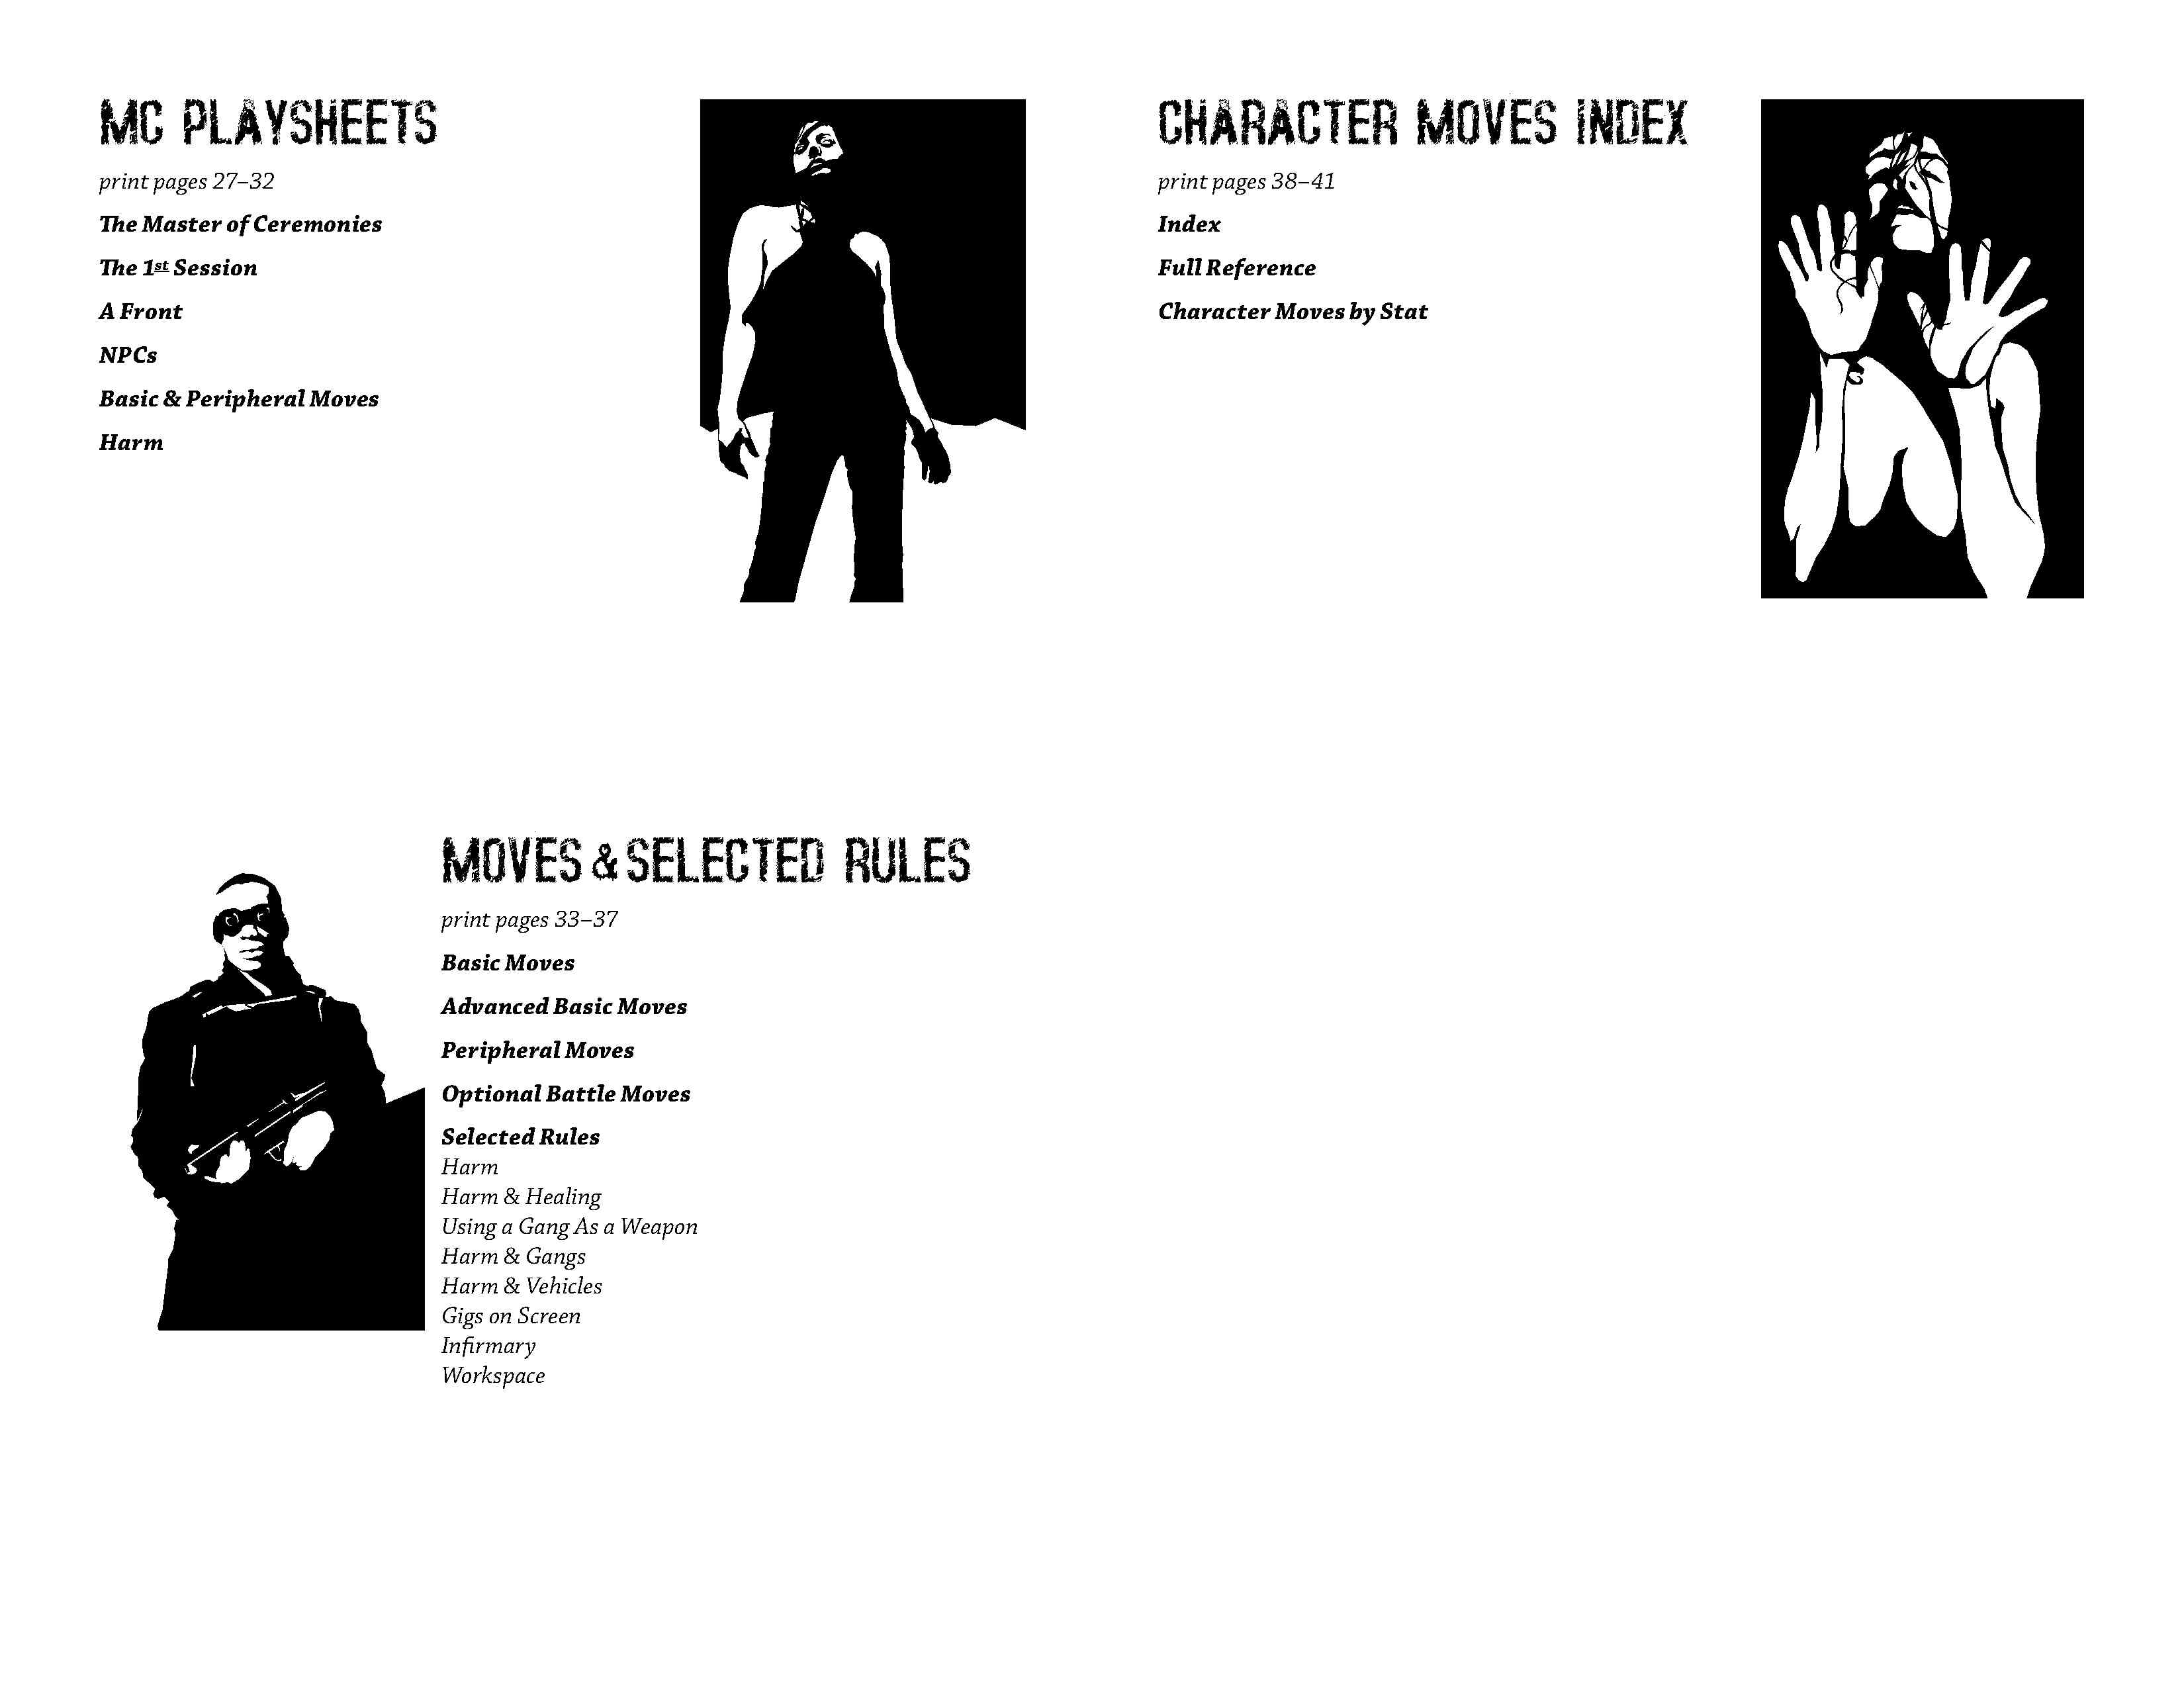 MC PLAYSHEETS
print pages 27–32
The Master of Ceremonies
The 1st Session
A Front
NPCs
Basic & Peripheral Moves
Harm
CHARACTER MOVES INDEX
print pages 38–41
Index
Full Reference
Character Moves by Stat
MOVES & SELECTED RULES
print pages 33–37
Basic Moves
Advanced Basic Moves
Peripheral Moves
Optional Battle Moves
Selected Rules
Harm
Harm & Healing
Using a Gang As a Weapon
Harm & Gangs
Harm & Vehicles
Gigs on Screen
Infirmary
Workspace